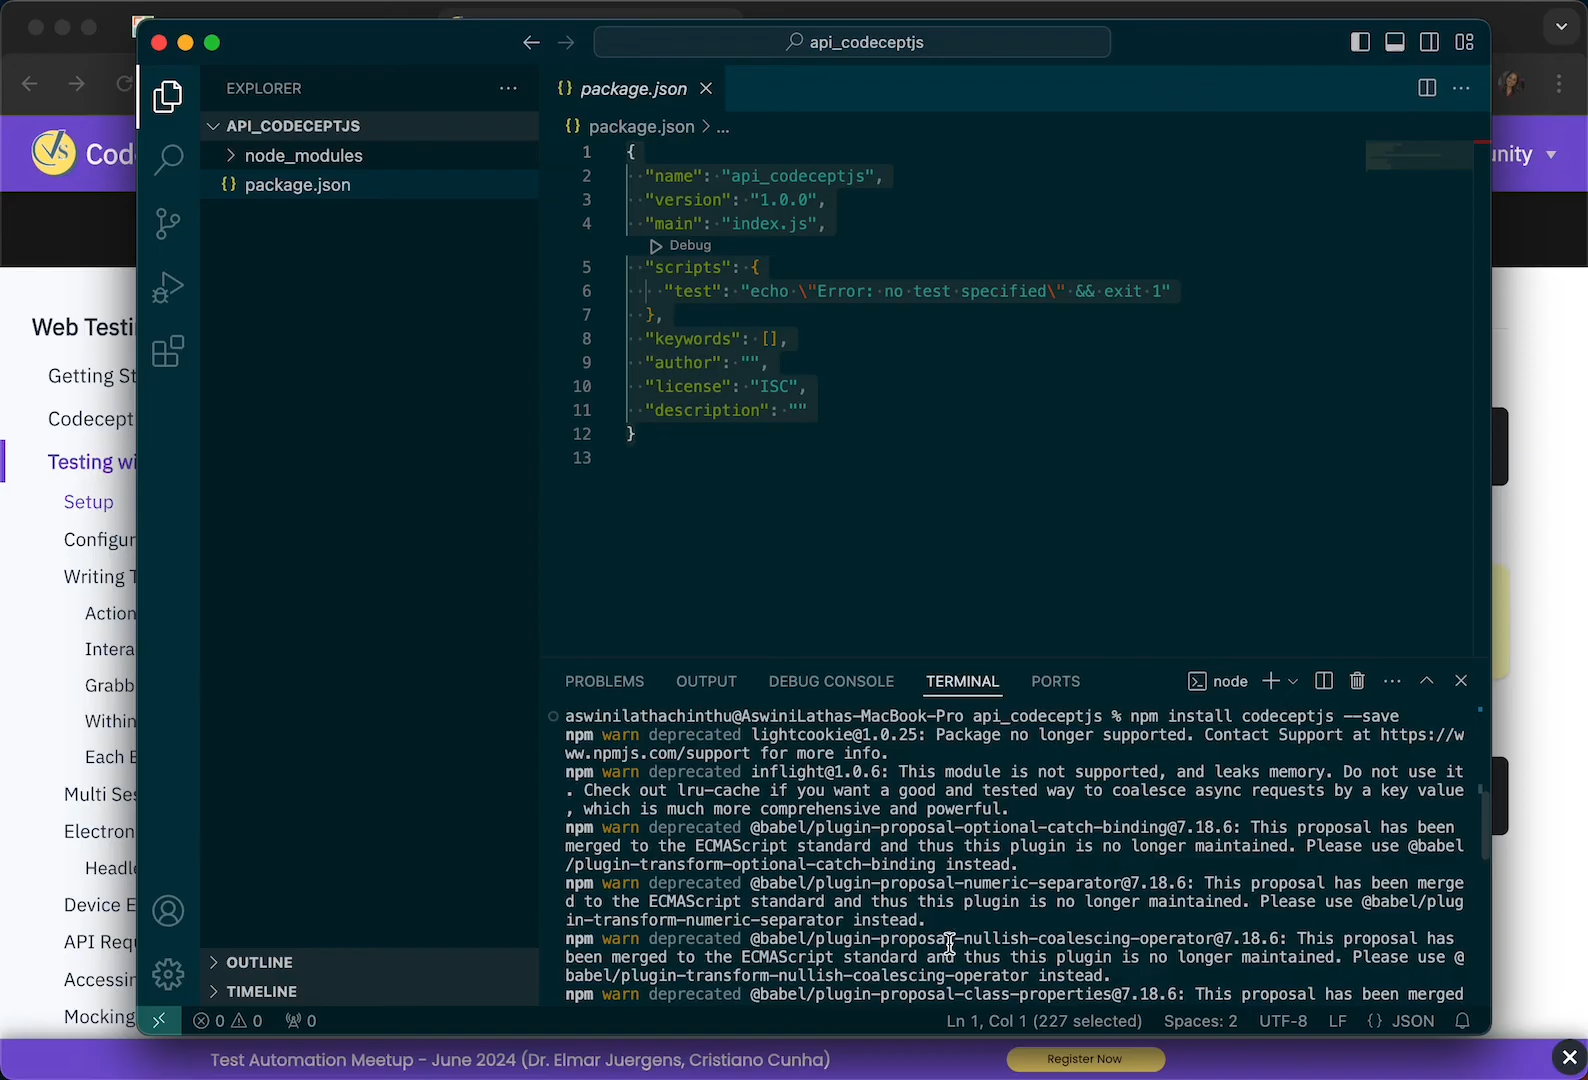 api_codeceptjs
EXPLORER
API_CODECEPTJS
node_modules
{} package.json
OUTLINE
TIMELINE
{} package.json
{} package.json > ...
1 {
2 "name": "api_codeceptjs",
3 "version": "1.0.0",
4 "main": "index.js",
Debug
5 "scripts": {
6 "test": "echo \"Error: no test specified\" && exit 1"
7 },
8 "keywords": [],
9 "author": "",
10 "license": "ISC",
11 "description": ""
12 }
13
PROBLEMS OUTPUT DEBUG CONSOLE TERMINAL PORTS node
aswinilathachinthu@AswiniLathas-MacBook-Pro api_codeceptjs % npm install codeceptjs --save
npm warn deprecated lightcookie@1.0.25: Package no longer supported. Contact Support at https://w
ww.npmjs.com/support for more info.
npm warn deprecated inflight@1.0.6: This module is not supported, and leaks memory. Do not use it
. Check out lru-cache if you want a good and tested way to coalesce async requests by a key value
, which is much more comprehensive and powerful.
npm warn deprecated @babel/plugin-proposal-optional-catch-binding@7.18.6: This proposal has been
merged to the ECMAScript standard and thus this plugin is no longer maintained. Please use @babel
/plugin-transform-optional-catch-binding instead.
npm warn deprecated @babel/plugin-proposal-numeric-separator@7.18.6: This proposal has been merge
d to the ECMAScript standard and thus this plugin is no longer maintained. Please use @babel/plug
in-transform-numeric-separator instead.
npm warn deprecated @babel/plugin-proposal-nullish-coalescing-operator@7.18.6: This proposal has
been merged to the ECMAScript standard and thus this plugin is no longer maintained. Please use @
babel/plugin-transform-nullish-coalescing-operator instead.
npm warn deprecated @babel/plugin-proposal-class-properties@7.18.6: This proposal has been merged
0 0 0
Ln 1, Col 1 (227 selected) Spaces: 2 UTF-8 LF {} JSON
VS Cod
unity
Web Testi
Getting St
Codecept
Testing wi
Setup
Configur
Writing T
Action
Intera
Grabb
Within
Each E
Multi Ses
Electron
Headle
Device E
API Requ
Accessin
Mocking
Test Automation Meetup - June 2024 (Dr. Elmar Juergens, Cristiano Cunha)
Register Now